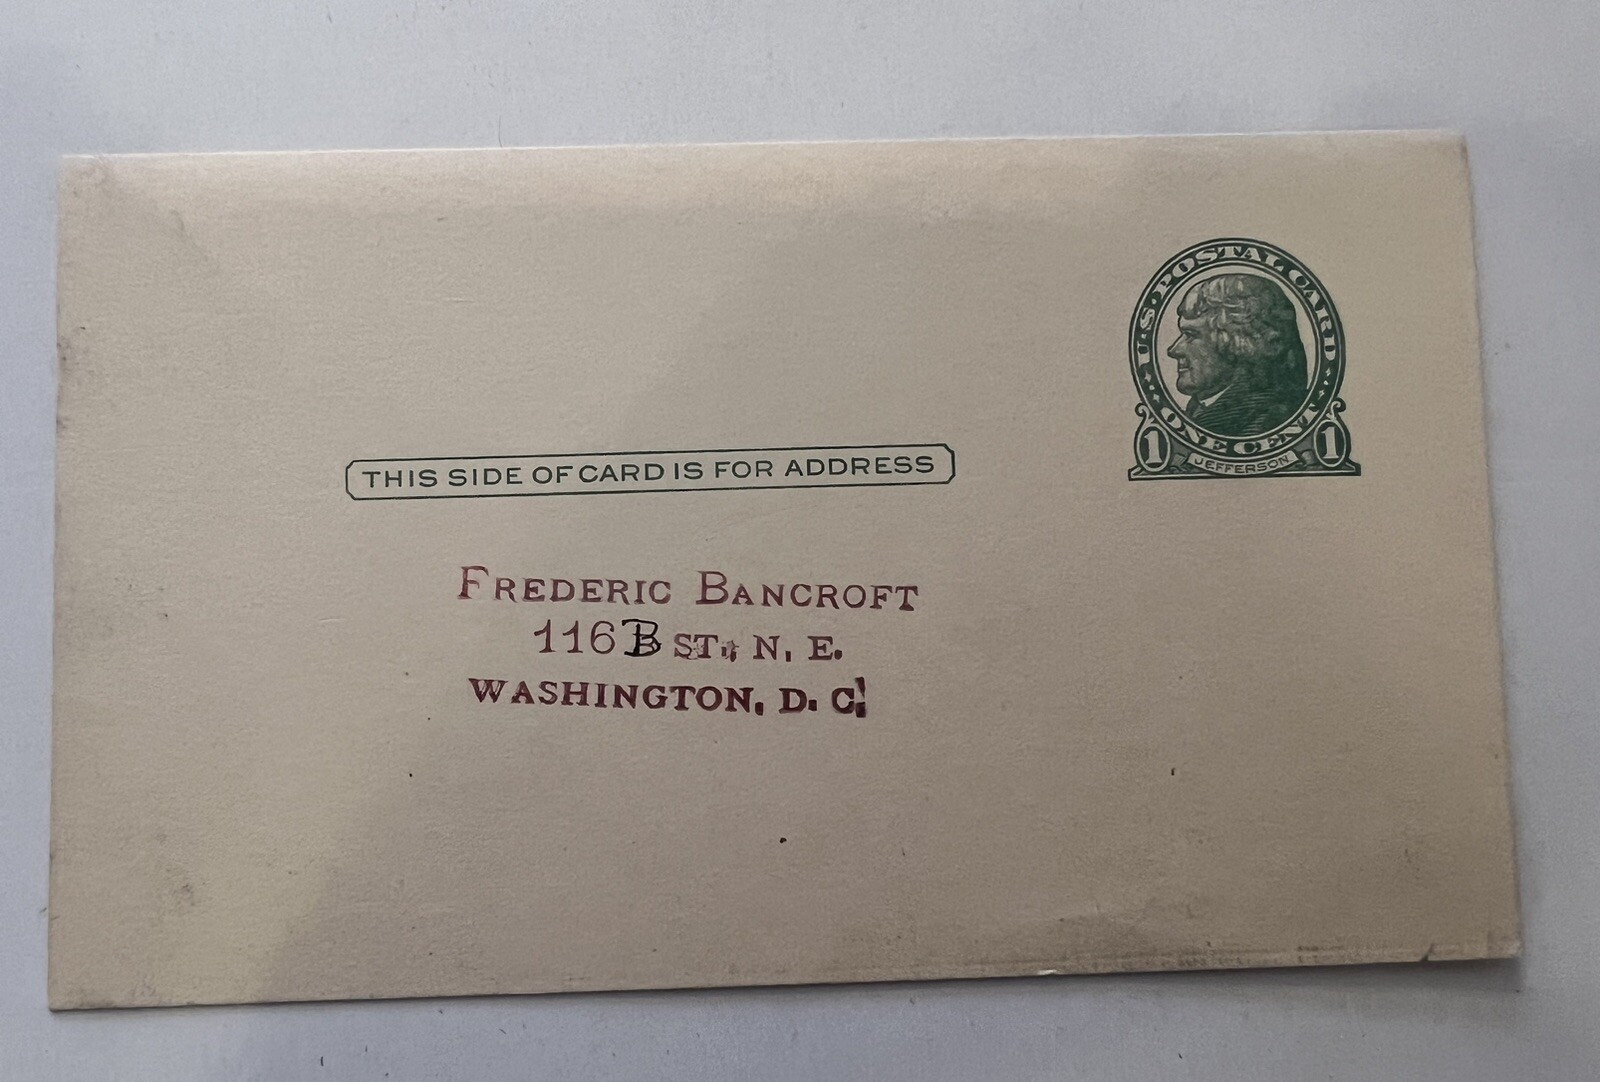 U.S. POSTAL CARD
ONE CENT
1 JEFFERSON 1
THIS SIDE OF CARD IS FOR ADDRESS
FREDERIC BANCROFT
116 B ST., N. E.
WASHINGTON, D. C.